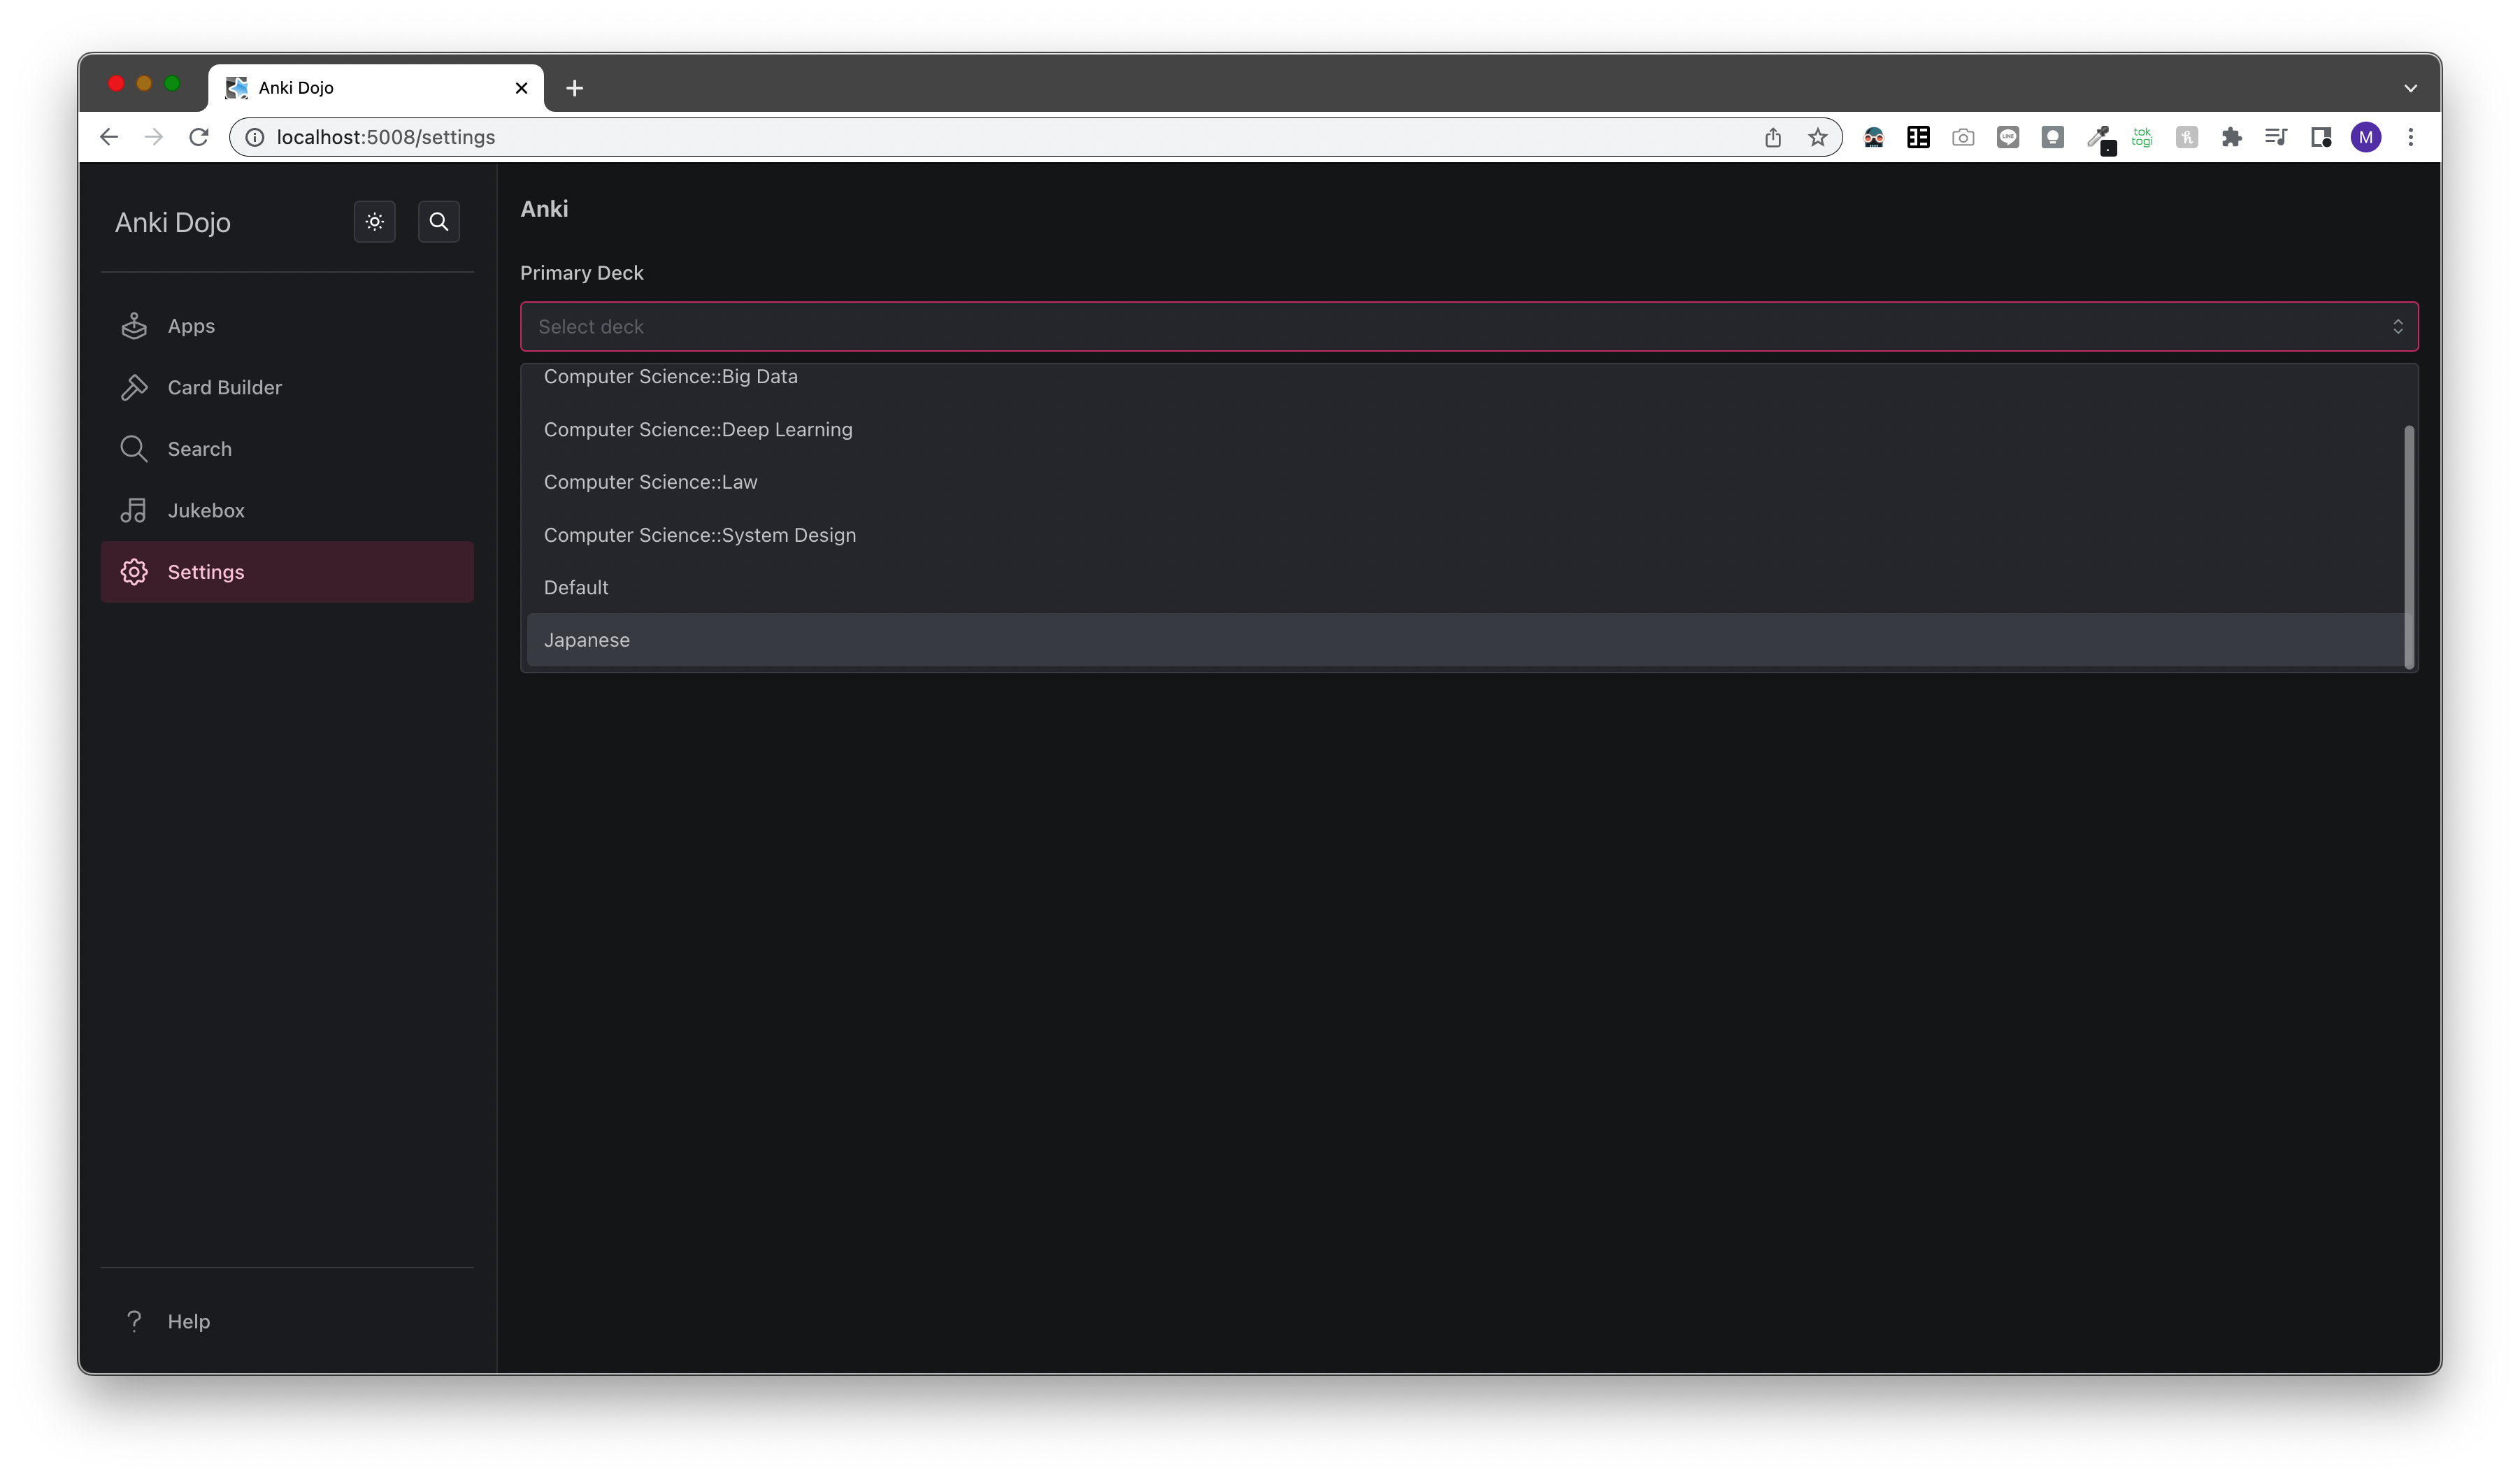 Anki Dojo
localhost:5008/settings
LINE
tok
togi
M
Anki Dojo
Apps
Card Builder
Search
Jukebox
Settings
Help
Anki
Primary Deck
Select deck
Computer Science::Big Data
Computer Science::Deep Learning
Computer Science::Law
Computer Science::System Design
Default
Japanese